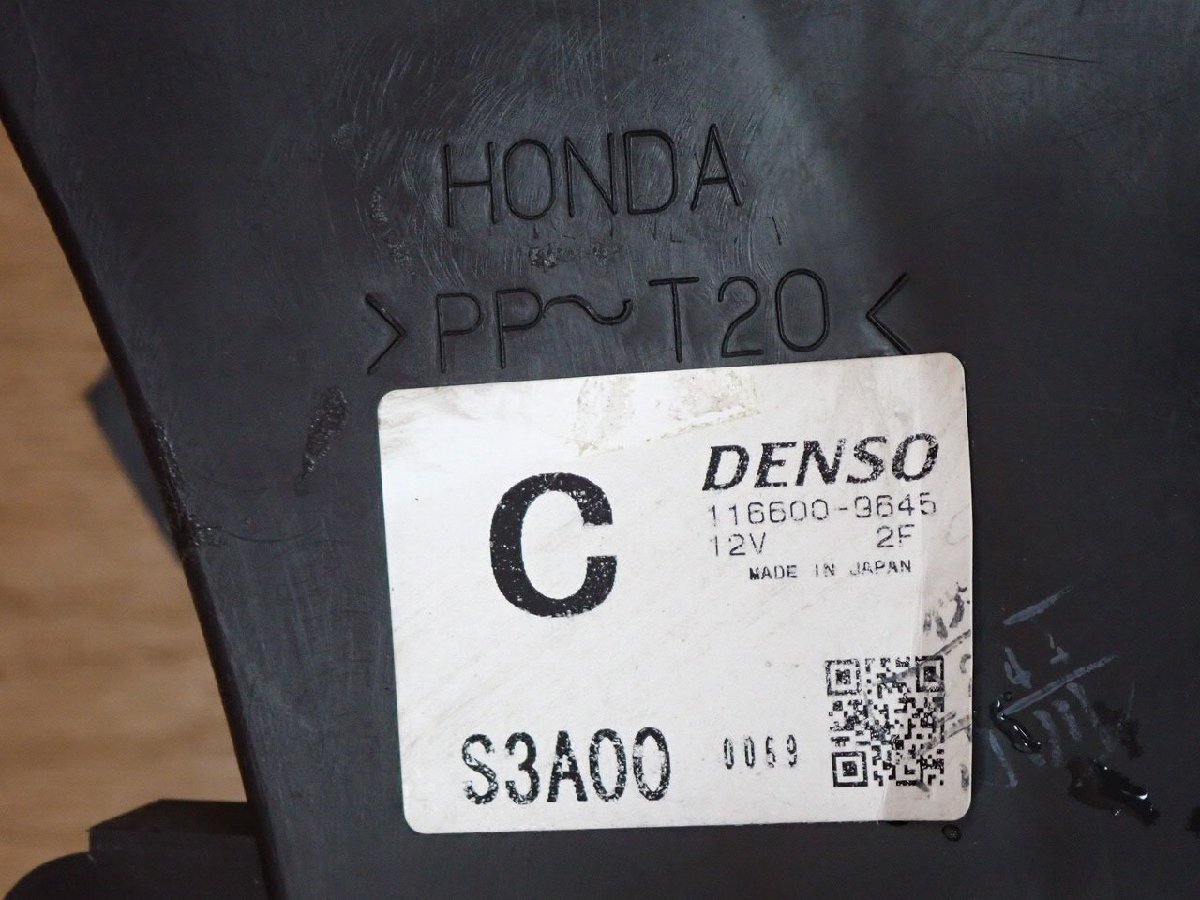 HONDA
>PP~T20<
DENSO
116600-9645
12V 2F
MADE IN JAPAN
C
S3A00 0069